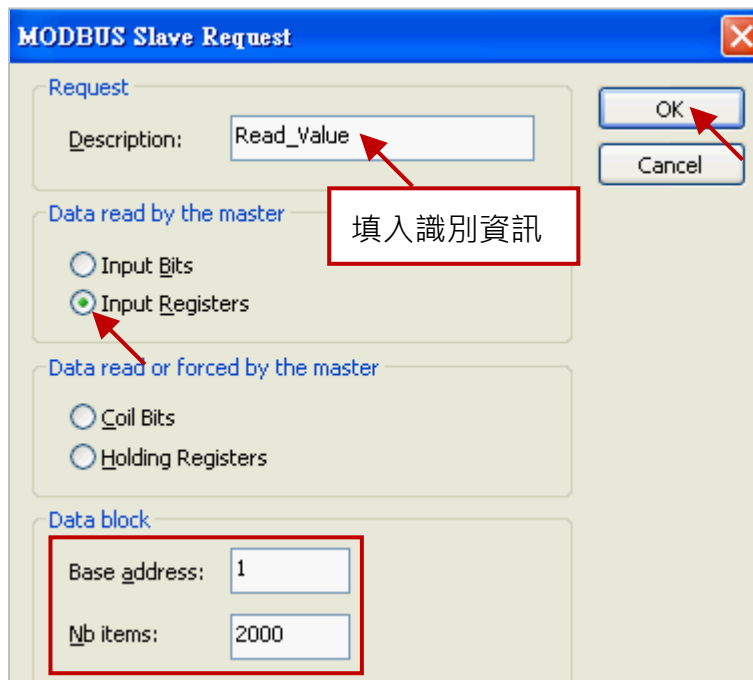 MODBUS Slave Request
Request
OK
Description:
Read_Value
Cancel
Data read by the master
填入識別資訊
Input Bits
Input Registers
Data read or forced by the master
Coil Bits
Holding Registers
Data block
Base address:
1
Nb items:
2000